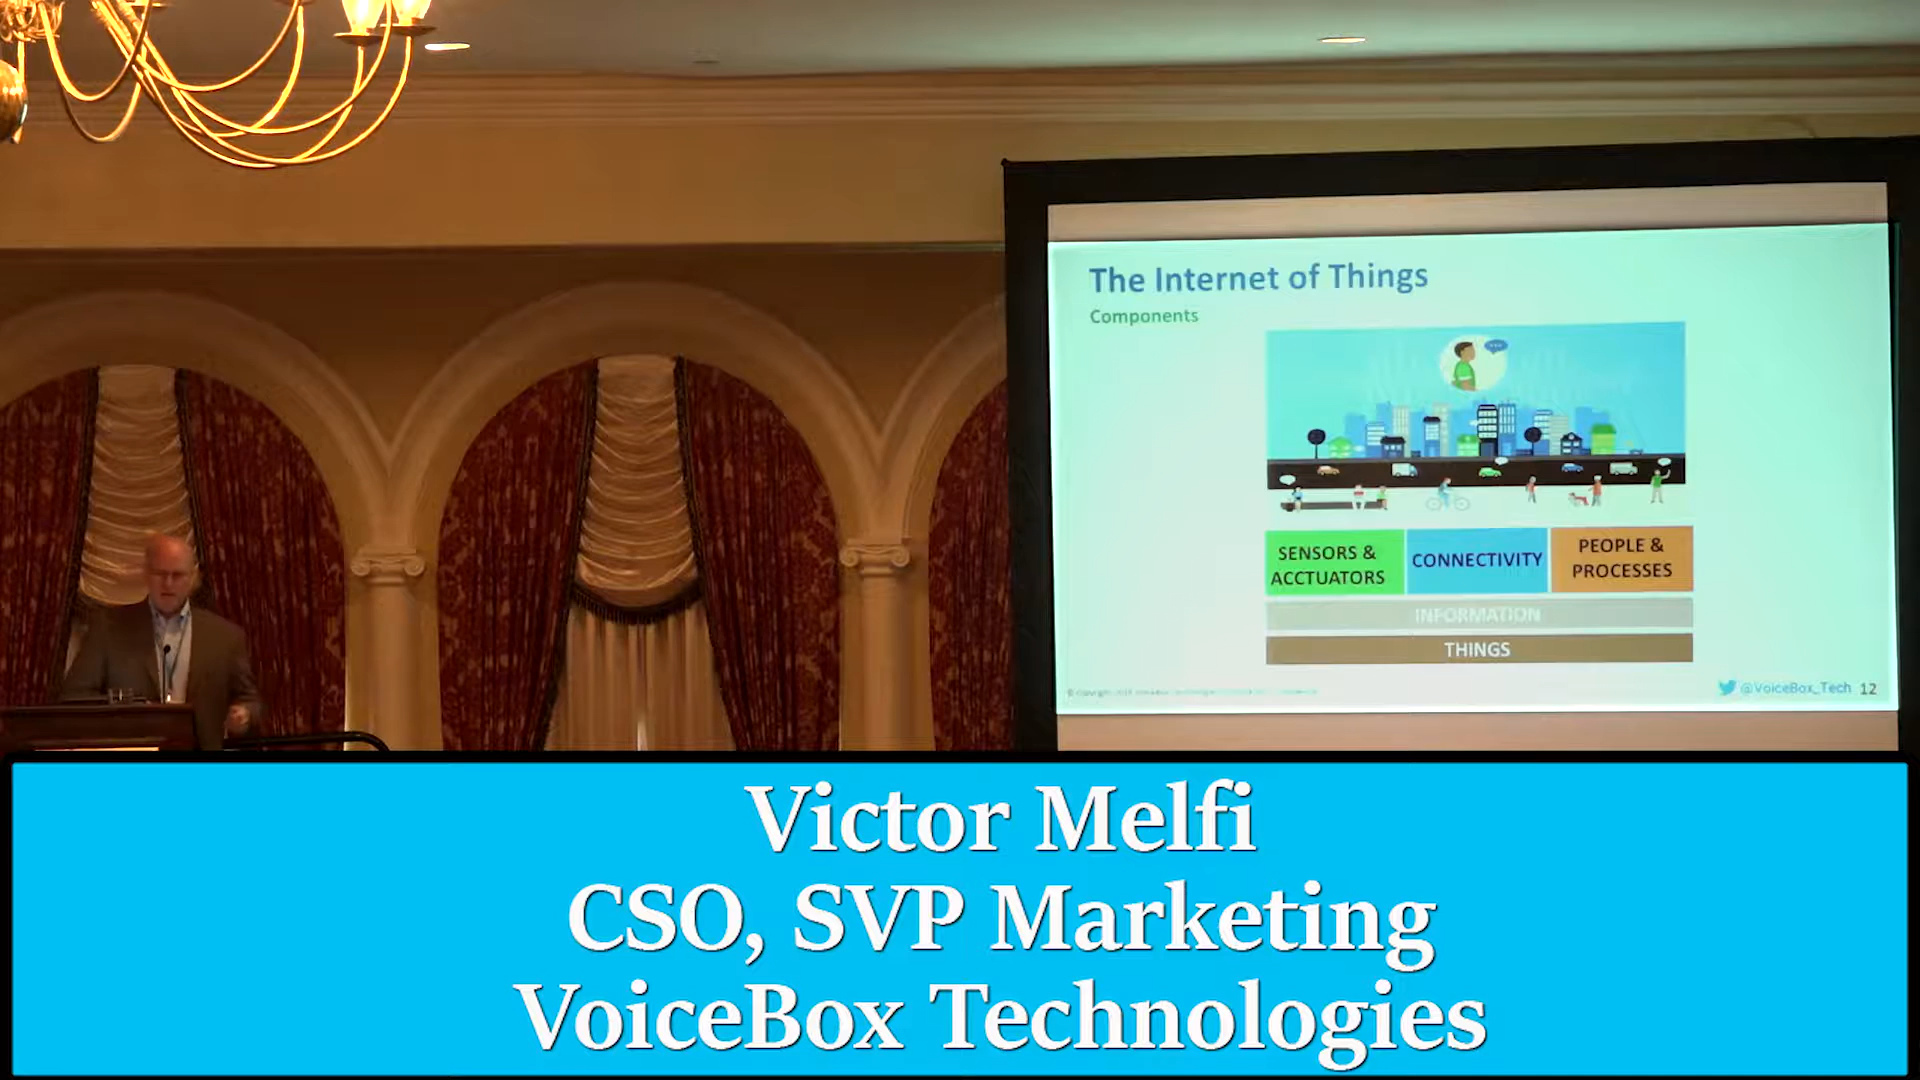 The Internet of Things
Components
SENSORS &
ACCTUATORS
CONNECTIVITY
PEOPLE &
PROCESSES
INFORMATION
THINGS
@VoiceBox_Tech 12
Victor Melfi
CSO, SVP Marketing
VoiceBox Technologies